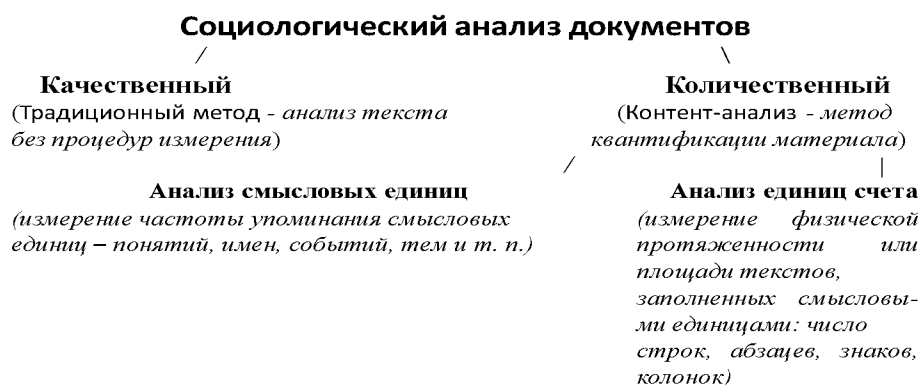 Социологический анализ документов
/ \
Качественный
(Традиционный метод - анализ текста
без процедур измерения)
Количественный
(Контент-анализ - метод
квантификации материала)
/ |
Анализ смысловых единиц
(измерение частоты упоминания смысловых
единиц – понятий, имен, событий, тем и т. п.)
Анализ единиц счета
(измерение физической
протяженности или
площади текстов,
заполненных смысловы-
ми единицами: число
строк, абзацев, знаков,
колонок)